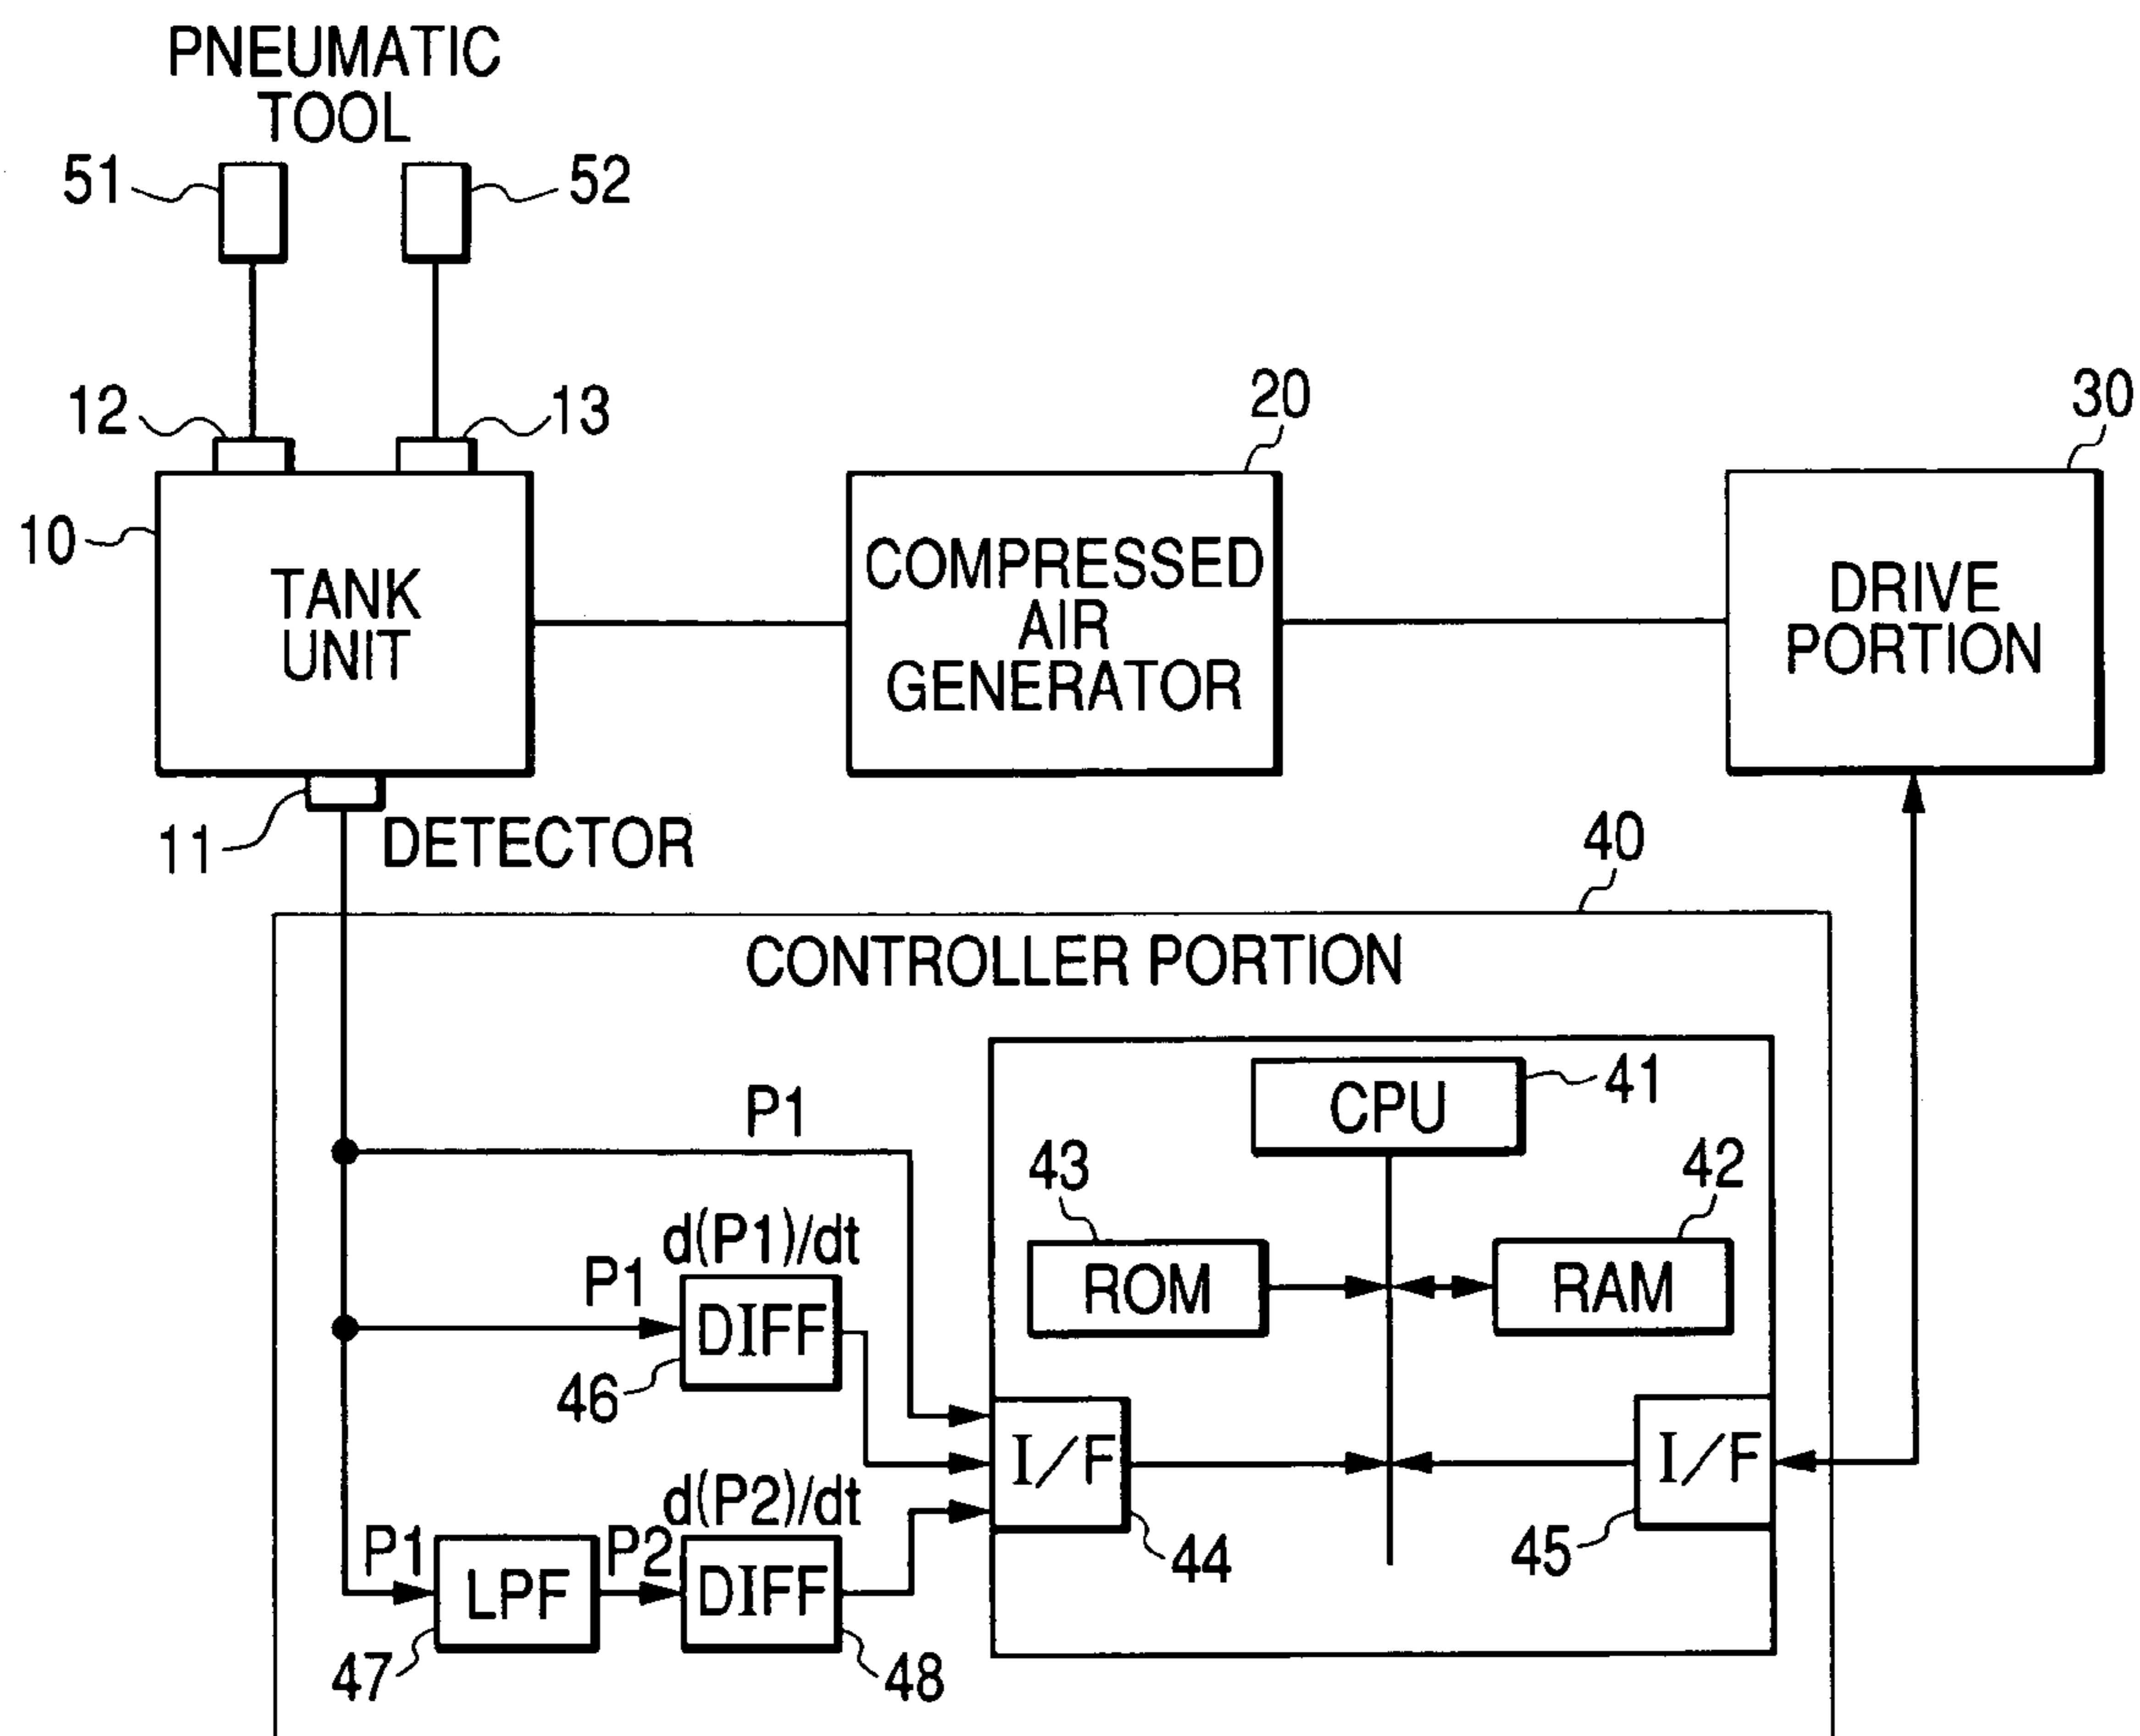 PNEUMATIC
TOOL
51
52
12
13
20
30
10
TANK
UNIT
COMPRESSED
AIR
GENERATOR
DRIVE
PORTION
11
DETECTOR
40
CONTROLLER PORTION
P1
CPU
41
43
42
d(P1)/dt
P1
DIFF
ROM
RAM
46
I/F
I/F
d(P2)/dt
P1
LPF
P2
DIFF
44
45
47
48